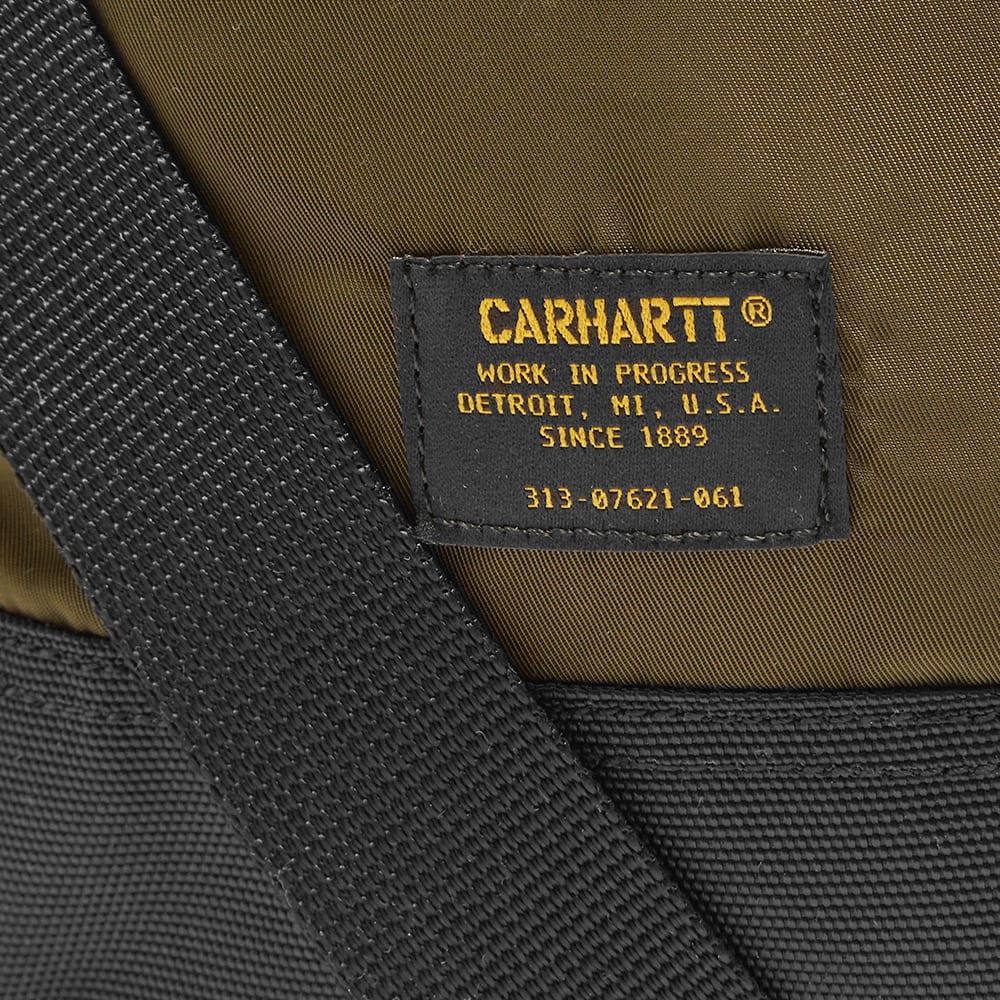 CARHARTT®
WORK IN PROGRESS
DETROIT, MI, U.S.A.
SINCE 1889
313-07621-061